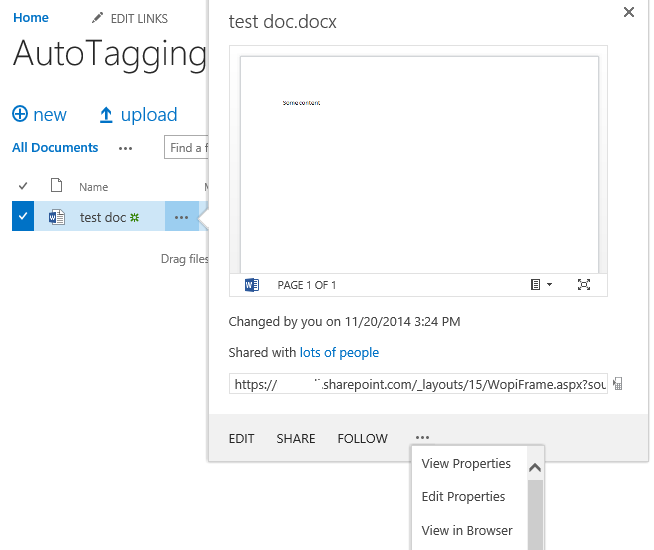 Home
EDIT LINKS
AutoTagging
new
upload
All Documents
•••
Find a f
Name
M
test doc
•••
Drag files
test doc.docx
Some content
PAGE 1 OF 1
Changed by you on 11/20/2014 3:24 PM
Shared with lots of people
https://
.sharepoint.com/_layouts/15/WopiFrame.aspx?sou
EDIT
SHARE
FOLLOW
•••
View Properties
Edit Properties
View in Browser